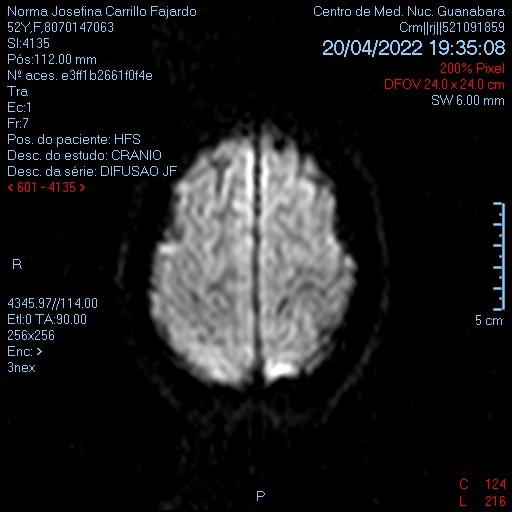 Norma Josefina Carrillo Fajardo
52Y,F,8070147063
Sl:4135
Pós:112.00 mm
Nº aces. e3ff1b2661f0f4e
Tra
Ec:1
Fr:7
Pos. do paciente: HFS
Desc. do estudo: CRANIO
Desc. da série: DIFUSAO JF
< 601 - 4135 >
Centro de Med. Nuc. Guanabara
Crm||rj||521091859
20/04/2022 19:35:08
200% Pixel
DFOV 24.0 x 24.0 cm
SW 6.00 mm
R
5 cm
4345.97//114.00
Etl:0 TA:90.00
256x256
Enc: >
3nex
P
C 124
L 216